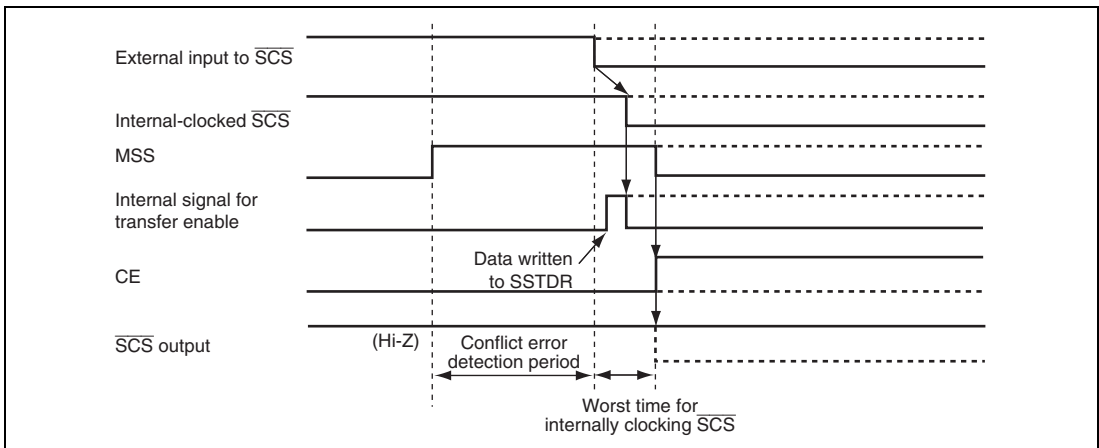 External input to SCS
Internal-clocked SCS
MSS
Internal signal for
transfer enable
Data written
to SSTDR
CE
SCS output
(Hi-Z)
Conflict error
detection period
Worst time for
internally clocking SCS